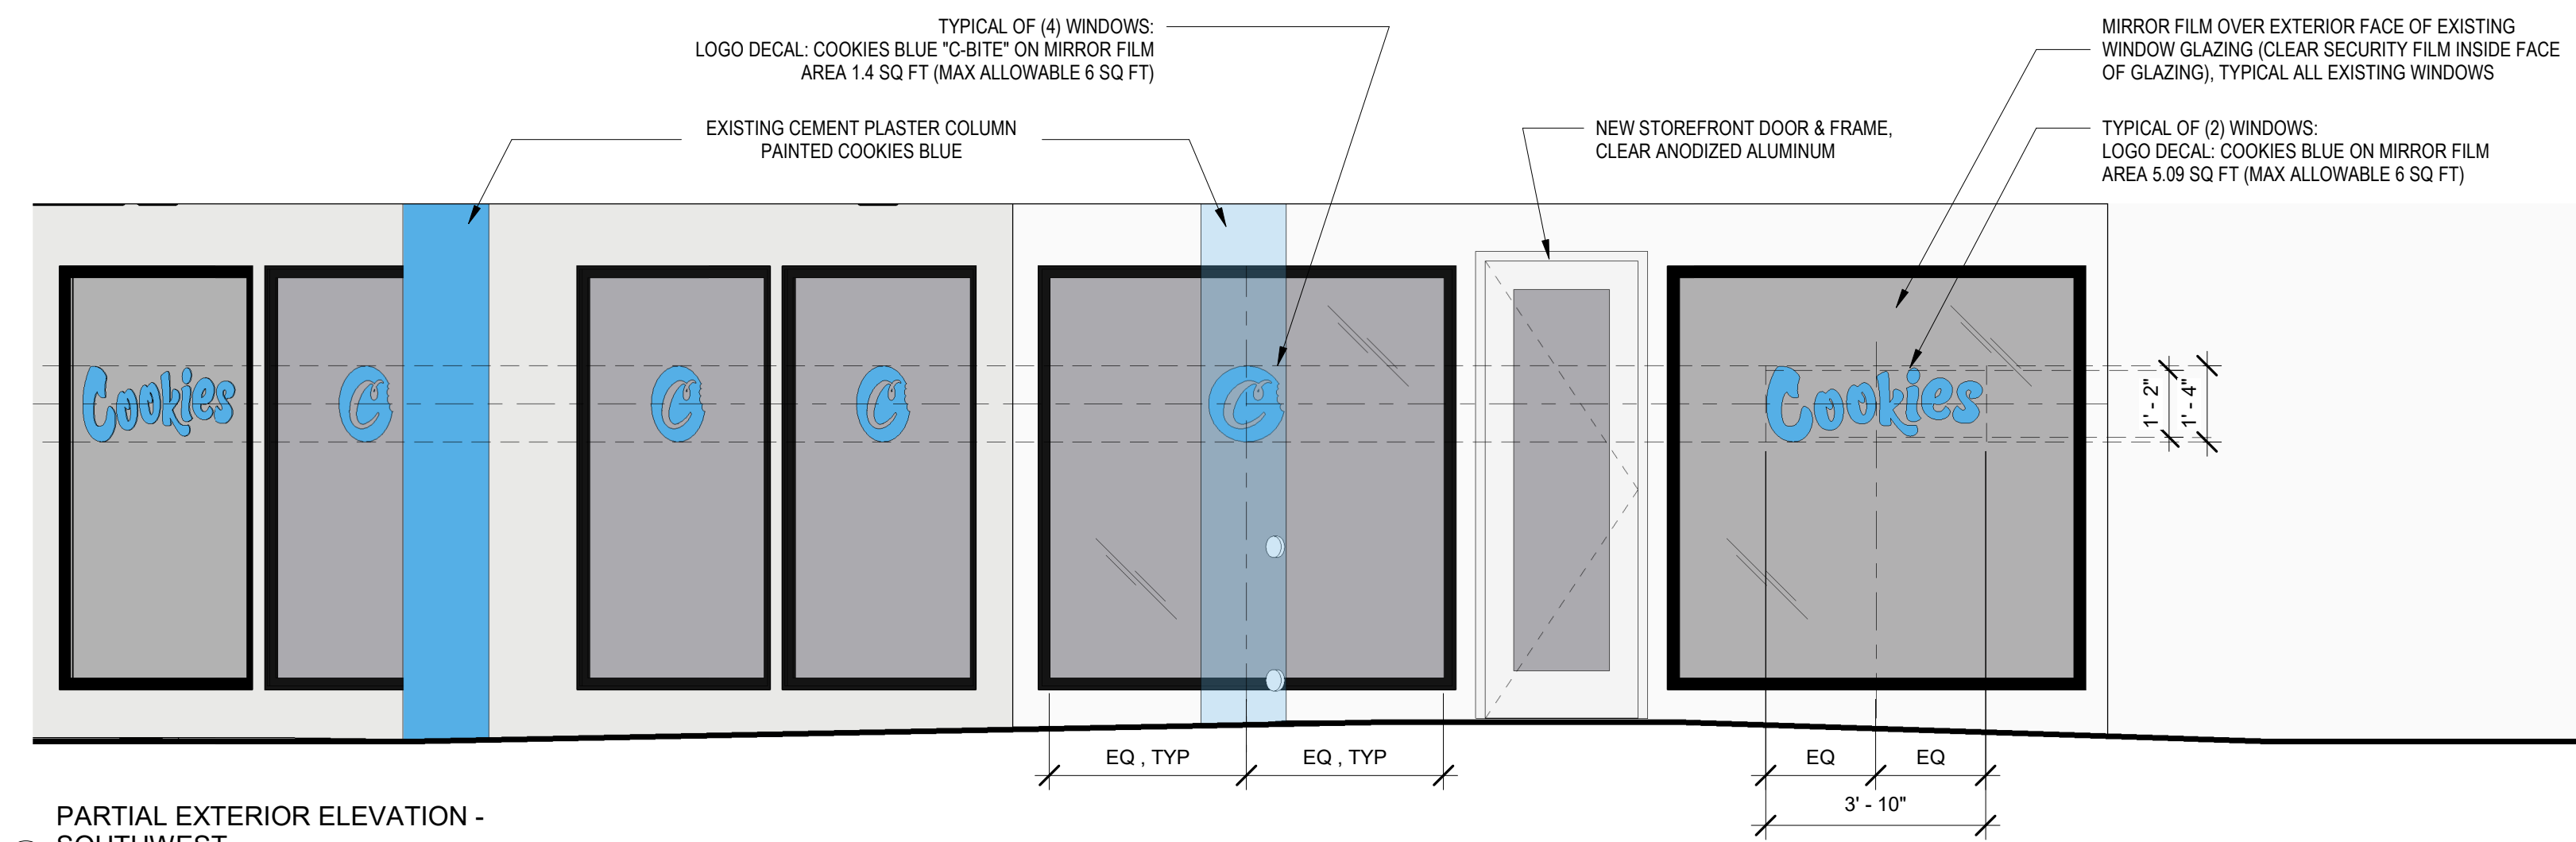 TYPICAL OF (4) WINDOWS:
LOGO DECAL: COOKIES BLUE "C-BITE" ON MIRROR FILM
AREA 1.4 SQ FT (MAX ALLOWABLE 6 SQ FT)
MIRROR FILM OVER EXTERIOR FACE OF EXISTING
WINDOW GLAZING (CLEAR SECURITY FILM INSIDE FACE
OF GLAZING), TYPICAL ALL EXISTING WINDOWS
EXISTING CEMENT PLASTER COLUMN
PAINTED COOKIES BLUE
NEW STOREFRONT DOOR & FRAME,
CLEAR ANODIZED ALUMINUM
TYPICAL OF (2) WINDOWS:
LOGO DECAL: COOKIES BLUE ON MIRROR FILM
AREA 5.09 SQ FT (MAX ALLOWABLE 6 SQ FT)
Cookies
C
C
C
C
Cookies
1' - 2"
1' - 4"
EQ , TYP
EQ , TYP
EQ
EQ
3' - 10"
PARTIAL EXTERIOR ELEVATION -
SOUTHWEST